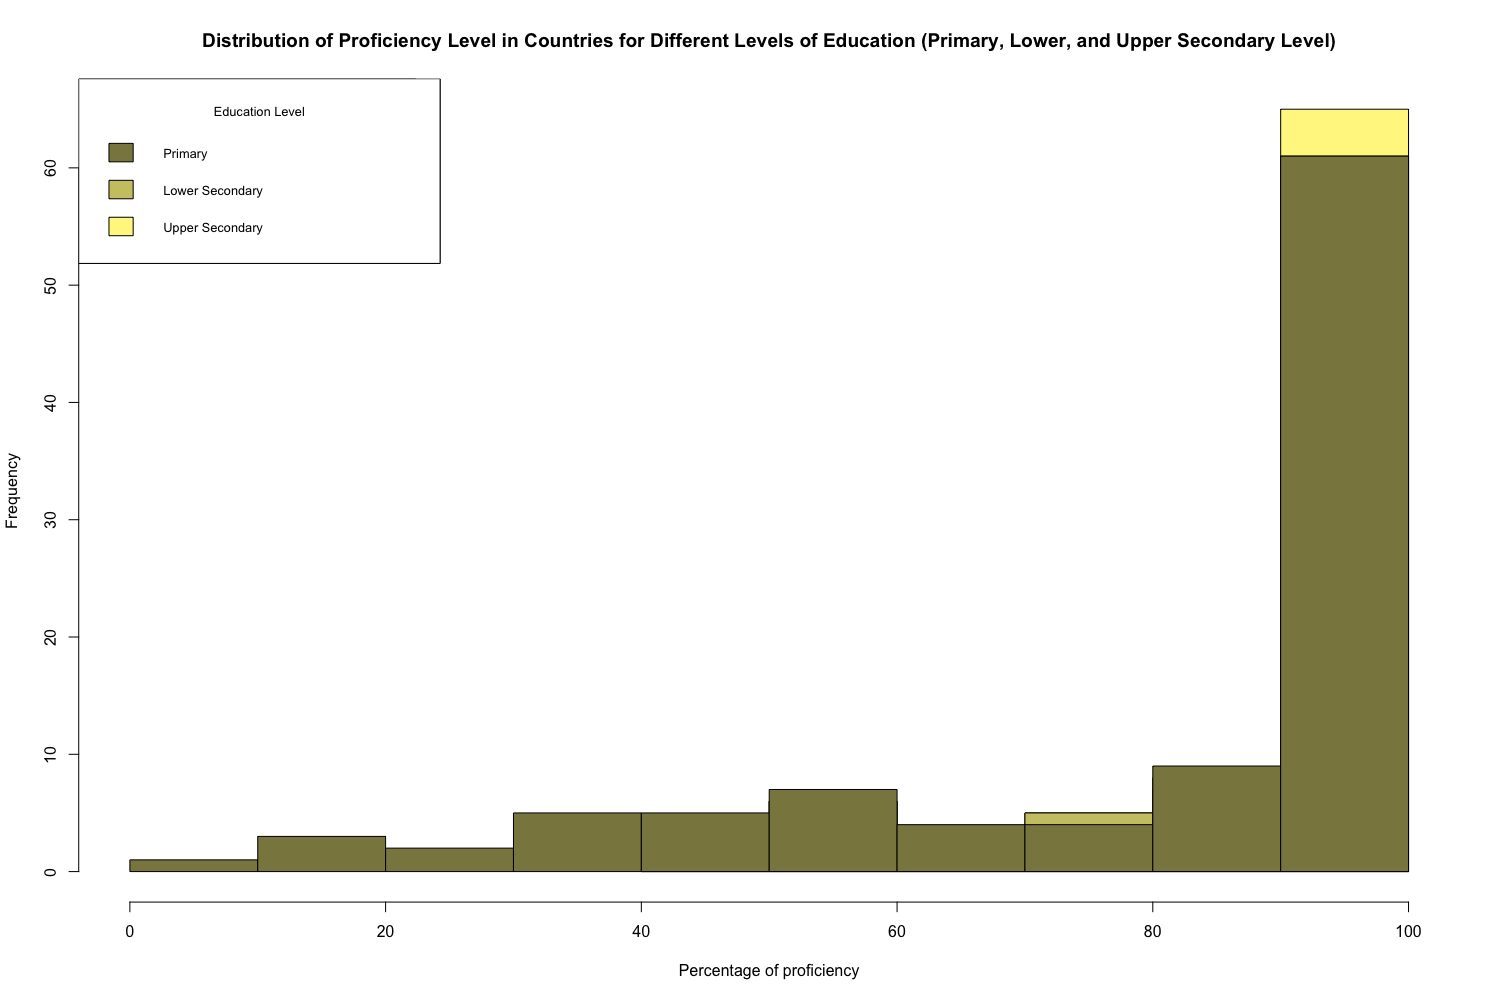 Distribution of Proficiency Level in Countries for Different Levels of Education (Primary, Lower, and Upper Secondary Level)
Education Level
Primary
Lower Secondary
Upper Secondary
Frequency
60
50
40
30
20
10
0
0 20 40 60 80 100
Percentage of proficiency